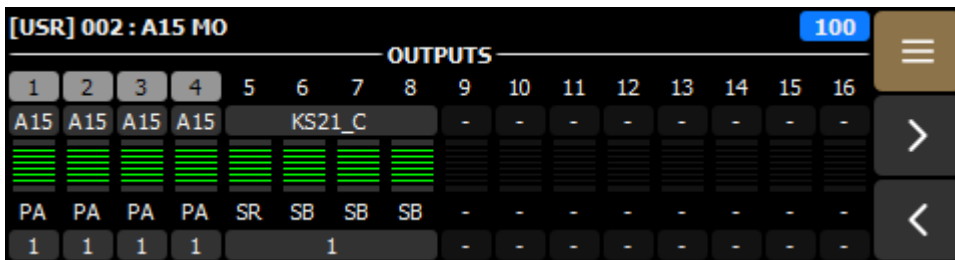 [USR] 002 : A15 MO 100
OUTPUTS
1 2 3 4 5 6 7 8 9 10 11 12 13 14 15 16
A15 A15 A15 A15 KS21_C - - - - - - - -
PA PA PA PA SR SB SB SB - - - - - - - -
1 1 1 1 1 - - - - - - - -